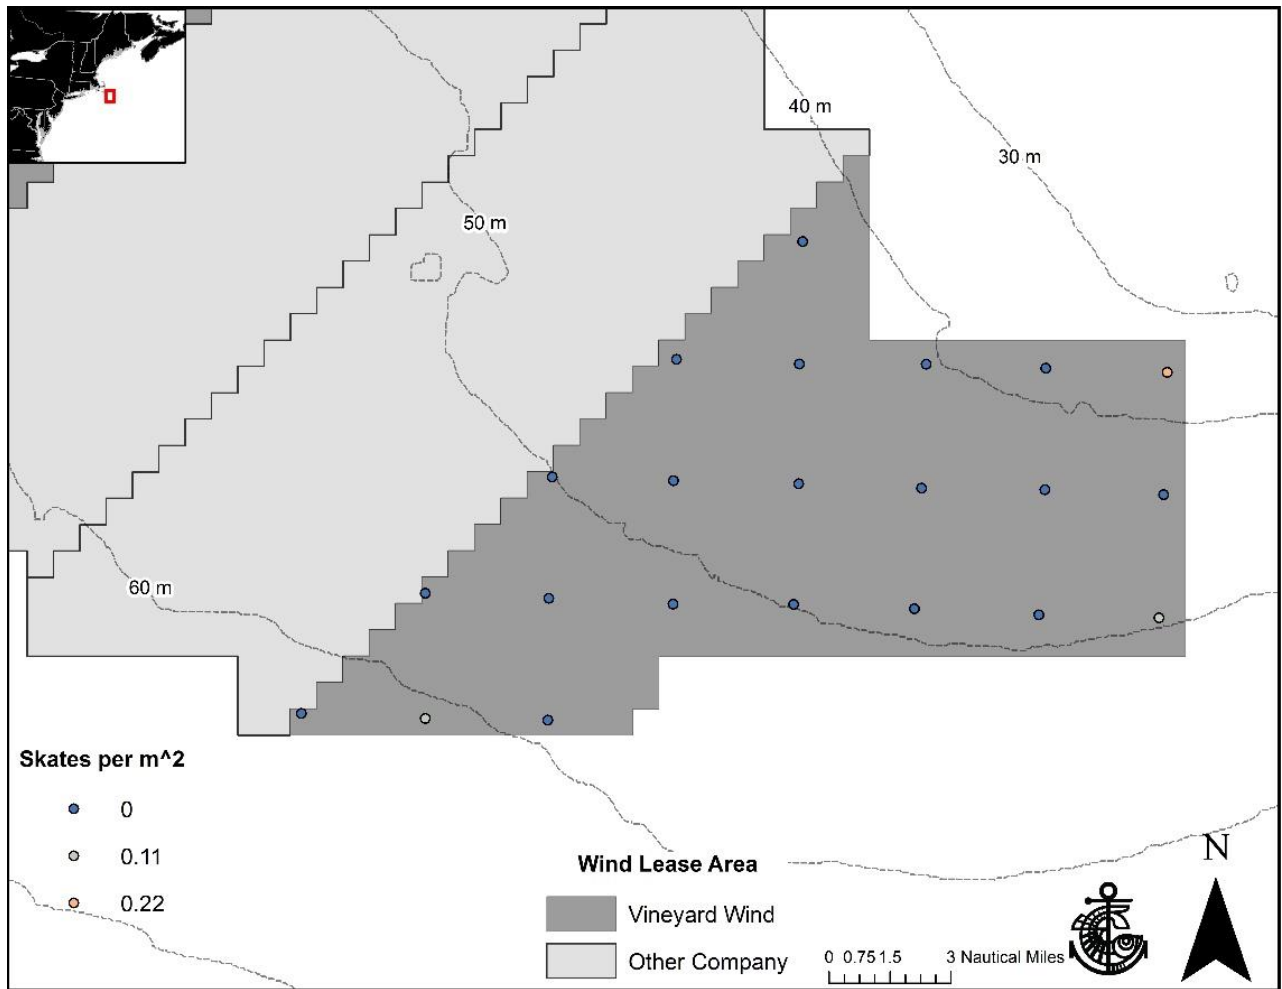 40 m
30 m
50 m
60 m
Skates per m^2
0
0.11
0.22
Wind Lease Area
Vineyard Wind
Other Company
0 0.75 1.5 3 Nautical Miles
N